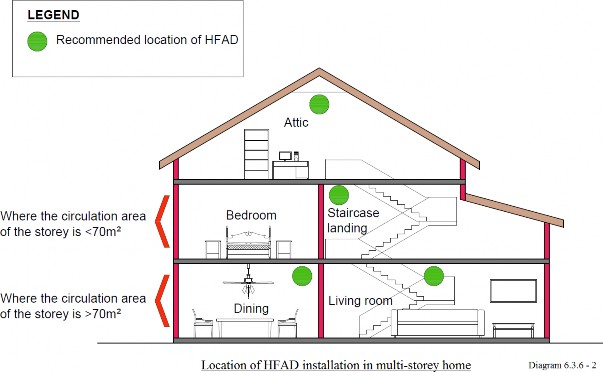 LEGEND
Recommended location of HFAD
Attic
Where the circulation area
of the storey is <70m²
Bedroom
Staircase
landing
Where the circulation area
of the storey is >70m²
Dining
Living room
Location of HFAD installation in multi-storey home
Diagram 6.3.6 - 2